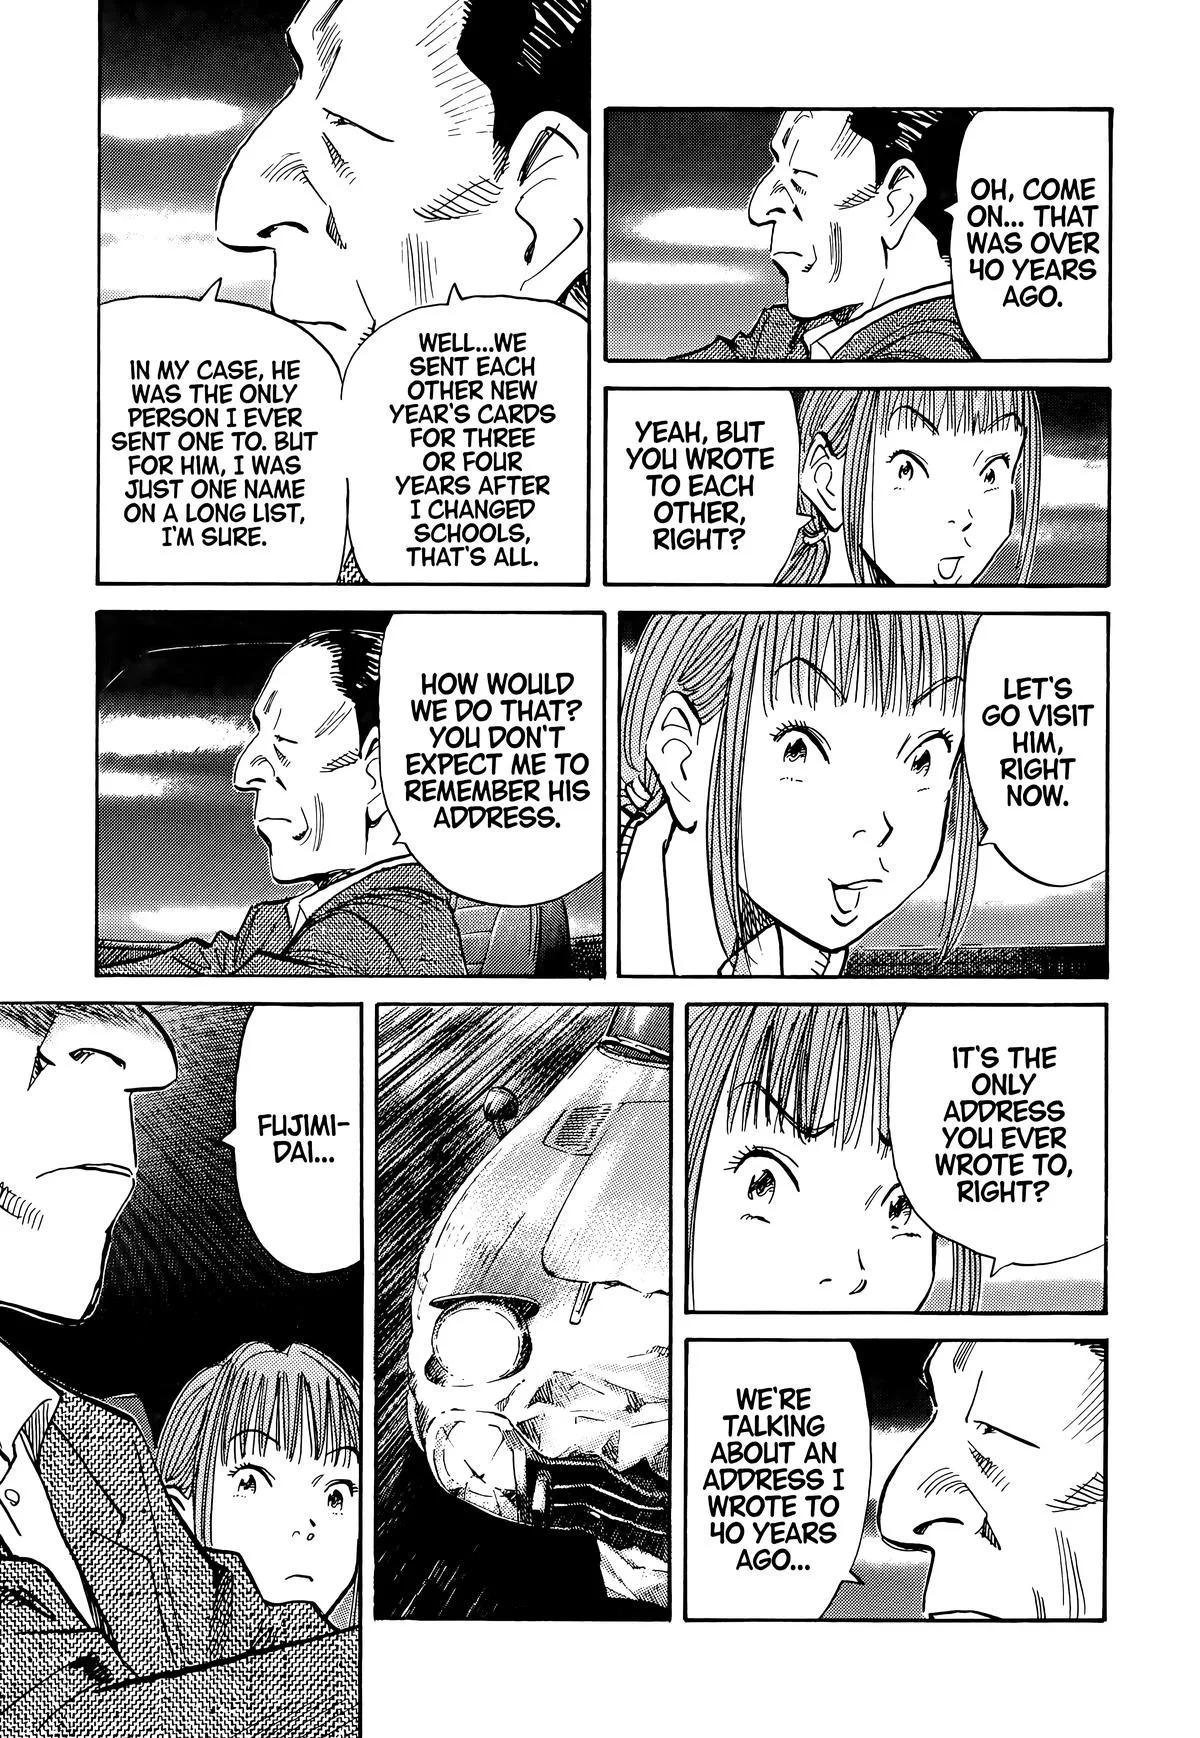 OH, COME
ON... THAT
WAS OVER
40 YEARS
AGO.
YEAH, BUT
YOU WROTE
TO EACH
OTHER,
RIGHT?
WELL...WE
SENT EACH
OTHER NEW
YEAR'S CARDS
FOR THREE
OR FOUR
YEARS AFTER
I CHANGED
SCHOOLS,
THAT'S ALL.
IN MY CASE, HE
WAS THE ONLY
PERSON I EVER
SENT ONE TO. BUT
FOR HIM, I WAS
JUST ONE NAME
ON A LONG LIST,
I'M SURE.
LET'S
GO VISIT
HIM,
RIGHT
NOW.
HOW WOULD
WE DO THAT?
YOU DON'T
EXPECT ME TO
REMEMBER HIS
ADDRESS.
IT'S THE
ONLY
ADDRESS
YOU EVER
WROTE TO,
RIGHT?
WE'RE
TALKING
ABOUT AN
ADDRESS I
WROTE TO
40 YEARS
AGO...
FUJIMI-
DAI...